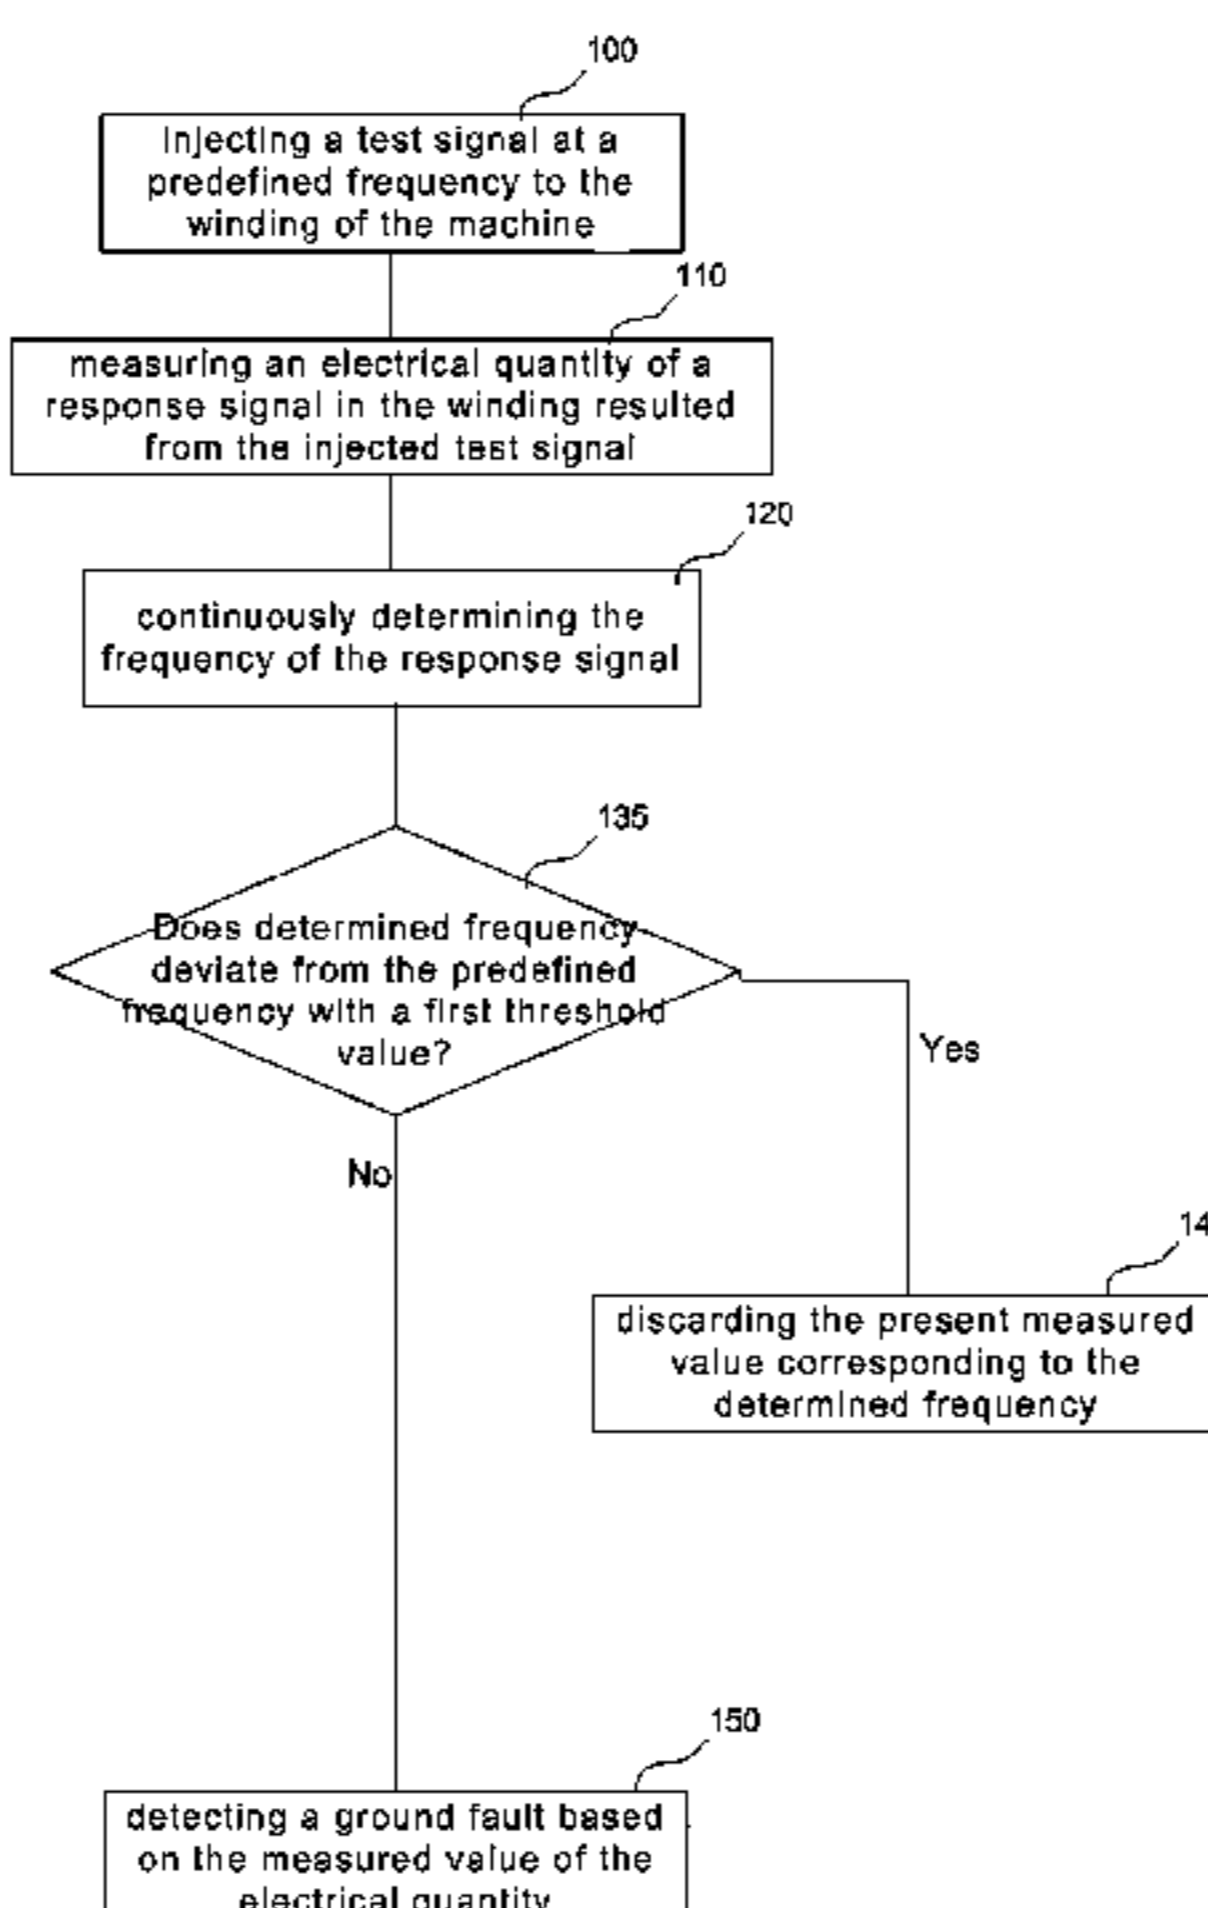 100
Injecting a test signal at a
predefined frequency to the
winding of the machine
110
measuring an electrical quantity of a
response signal in the winding resulted
from the injected test signal
120
continuously determining the
frequency of the response signal
135
Does determined frequency
deviate from the predefined
frequency with a first threshold
value?
Yes
No
14
discarding the present measured
value corresponding to the
determined frequency
150
detecting a ground fault based
on the measured value of the
electrical quantity